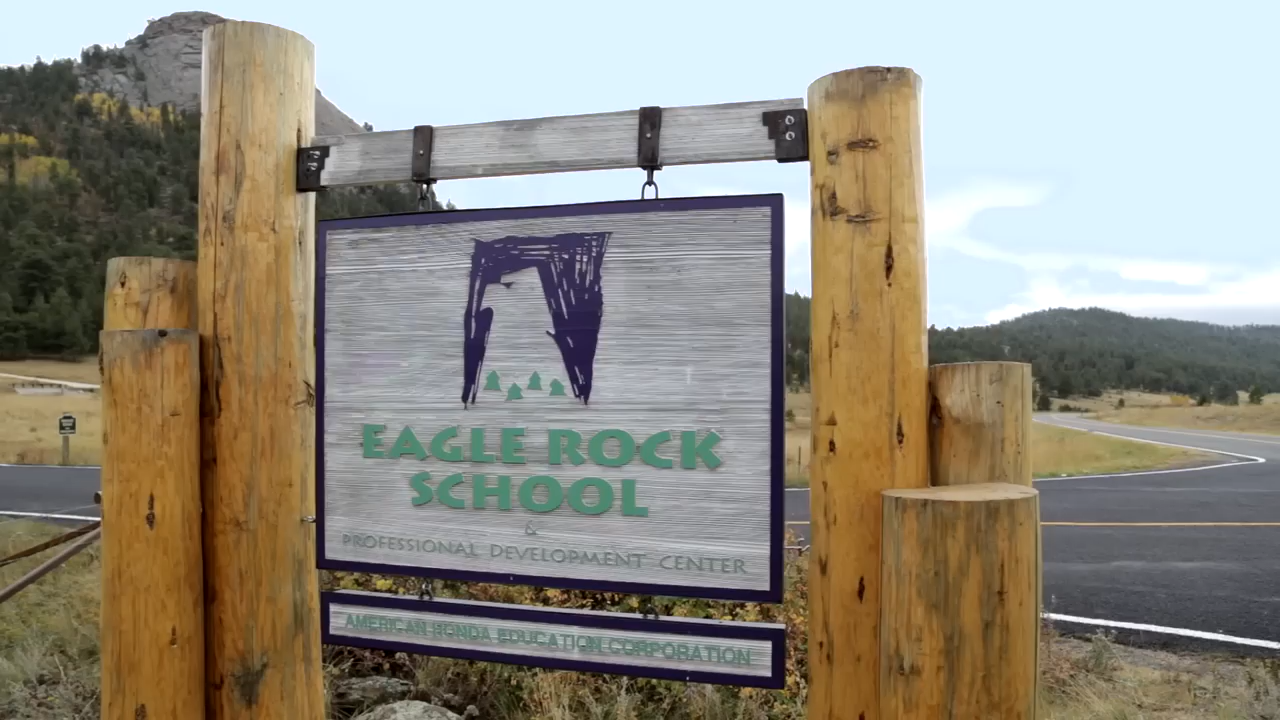 EAGLE ROCK
SCHOOL
&
PROFESSIONAL DEVELOPMENT CENTER
AMERICAN HONDA EDUCATION CORPORATION